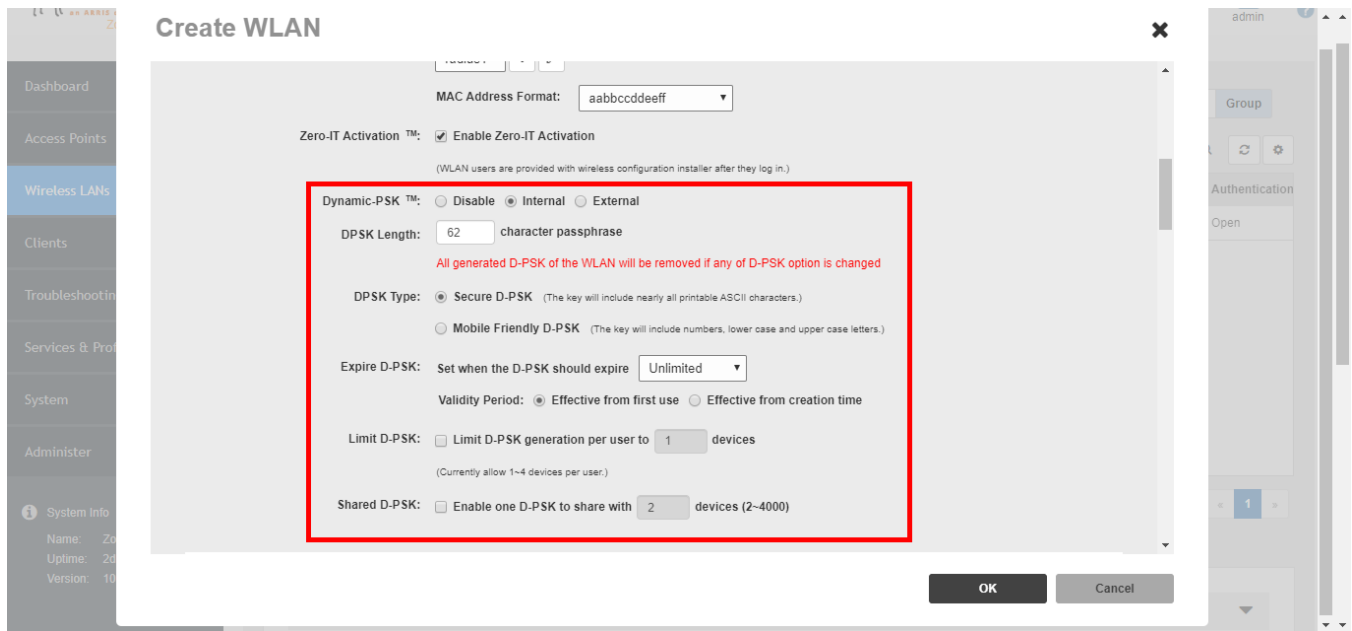 Create WLAN
admin
Dashboard
Access Points
Wireless LANs
Clients
System
Administer
System Info
Name:
Uptime: 2d
Version: 10
Group
Authentication
Open
« 1 »
MAC Address Format: aabbccddeeff
Zero-IT Activation ™: Enable Zero-IT Activation
(WLAN users are provided with wireless configuration installer after they log in.)
Dynamic-PSK ™: Disable Internal External
DPSK Length: 62 character passphrase
All generated D-PSK of the WLAN will be removed if any of D-PSK option is changed
DPSK Type: Secure D-PSK (The key will include nearly all printable ASCII characters.)
Mobile Friendly D-PSK (The key will include numbers, lower case and upper case letters.)
Expire D-PSK: Set when the D-PSK should expire Unlimited
Validity Period: Effective from first use Effective from creation time
Limit D-PSK: Limit D-PSK generation per user to 1 devices
(Currently allow 1~4 devices per user.)
Shared D-PSK: Enable one D-PSK to share with 2 devices (2~4000)
OK Cancel